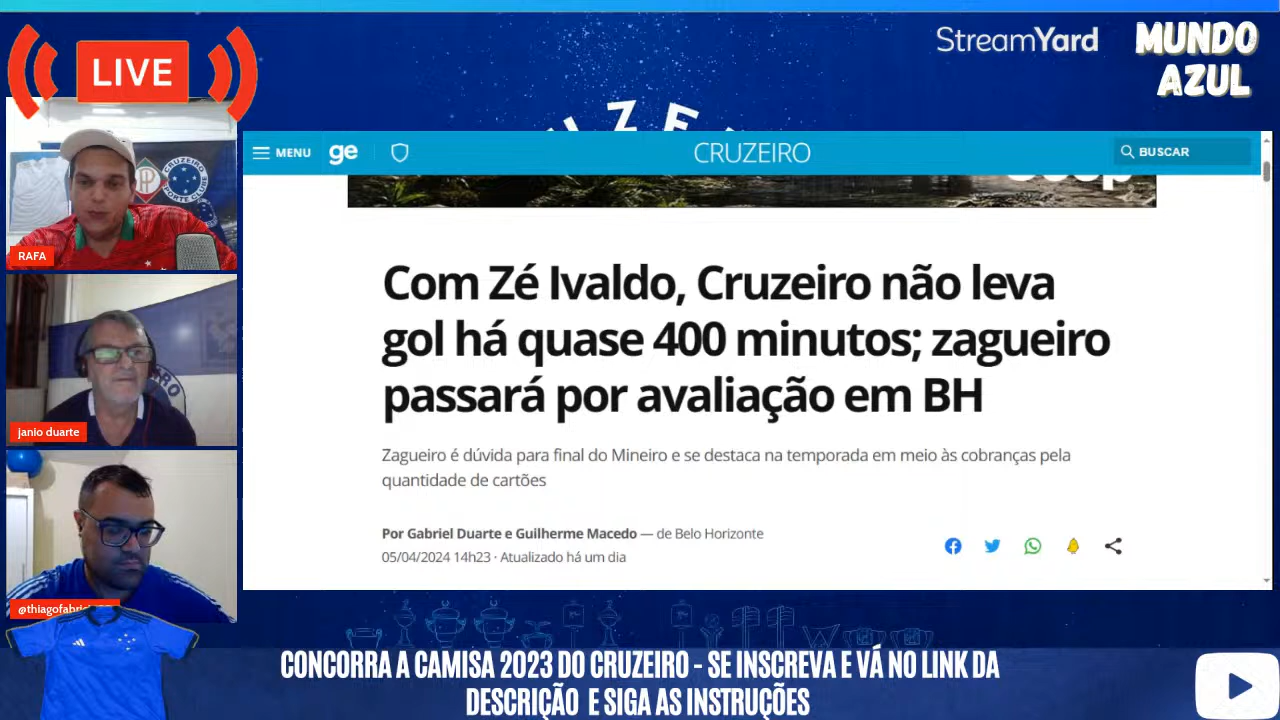 LIVE
StreamYard
MUNDO
AZUL
UZE
MENU
ge
CRUZEIRO
BUSCAR
CRUZEIRO
RAFA
janio duarte
Com Zé Ivaldo, Cruzeiro não leva
gol há quase 400 minutos; zagueiro
passará por avaliação em BH
Zagueiro é dúvida para final do Mineiro e se destaca na temporada em meio às cobranças pela
quantidade de cartões
Por Gabriel Duarte e Guilherme Macedo — de Belo Horizonte
05/04/2024 14h23 · Atualizado há um dia
CONCORRA A CAMISA 2023 DO CRUZEIRO - SE INSCREVA E VÁ NO LINK DA
DESCRIÇÃO E SIGA AS INSTRUÇÕES